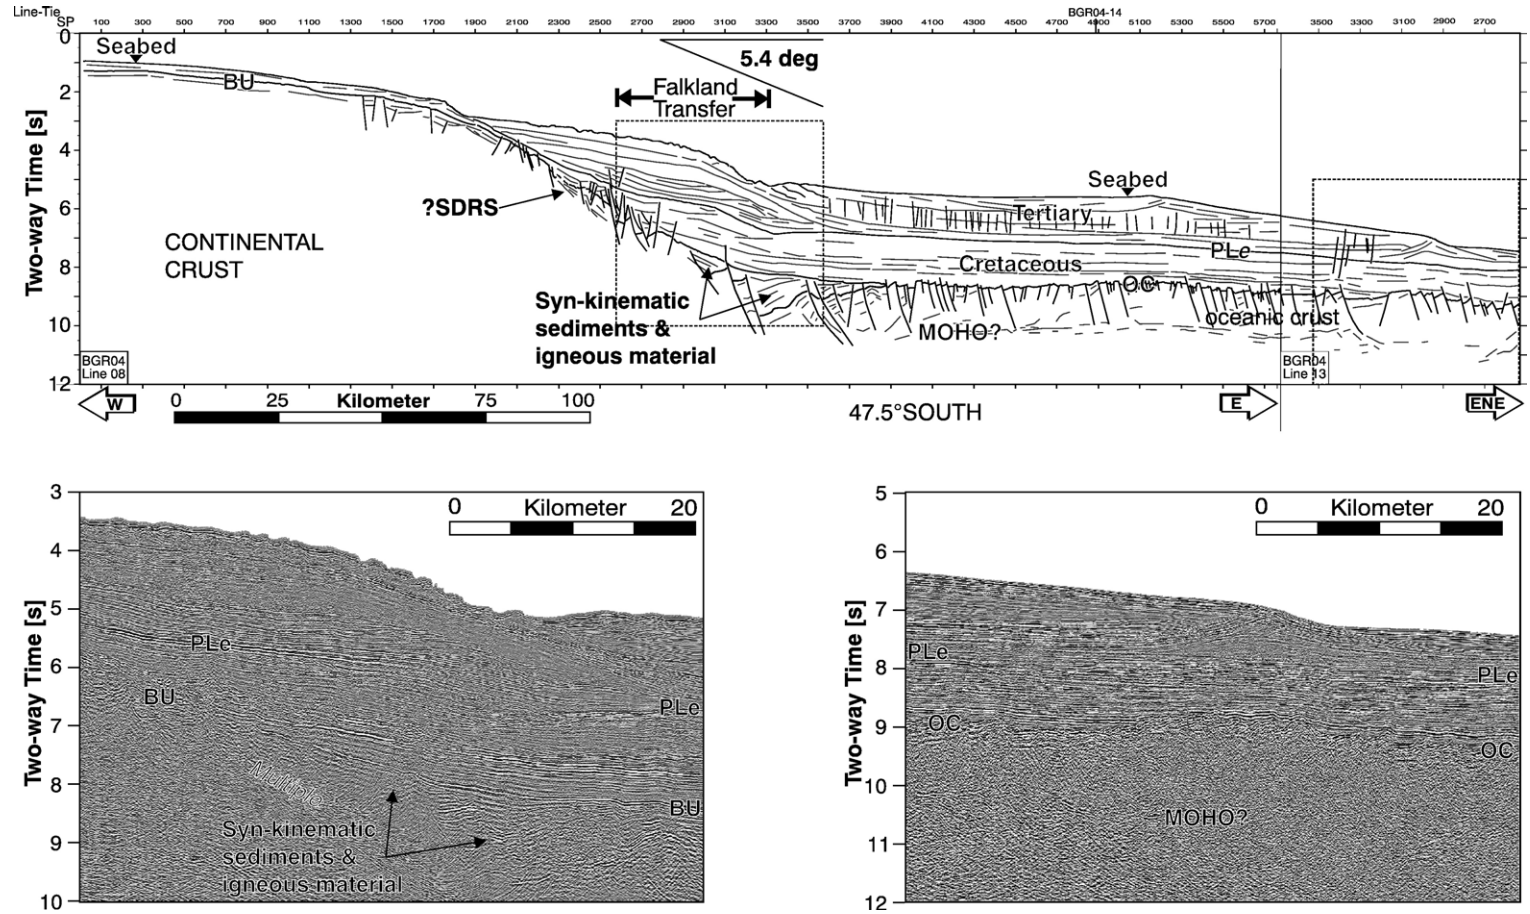 Line-Tie
BGR04-14
SP 100 300 500 700 900 1100 1300 1500 1700 1900 2100 2300 2500 2700 2900 3100 3300 3500 3700 3900 4100 4300 4500 4700 4900 5100 5300 5500 5700 3500 3300 3100 2900 2700
0
2
4
6
8
10
12
Two-way Time [s]
Seabed
BU
5.4 deg
Falkland
Transfer
?SDRS
CONTINENTAL
CRUST
Seabed
Tertiary
PLe
Cretaceous
OC
oceanic crust
MOHO?
Syn-kinematic
sediments &
igneous material
BGR04
Line 08
BGR04
Line 13
W
0 25 Kilometer 75 100
47.5°SOUTH
E
ENE
3
4
5
6
7
8
9
10
Two-way Time [s]
0 Kilometer 20
PLe
BU
PLe
Multiple
BU
Syn-kinematic
sediments &
igneous material
5
6
7
8
9
10
11
12
Two-way Time [s]
0 Kilometer 20
PLe
PLe
OC
OC
MOHO?